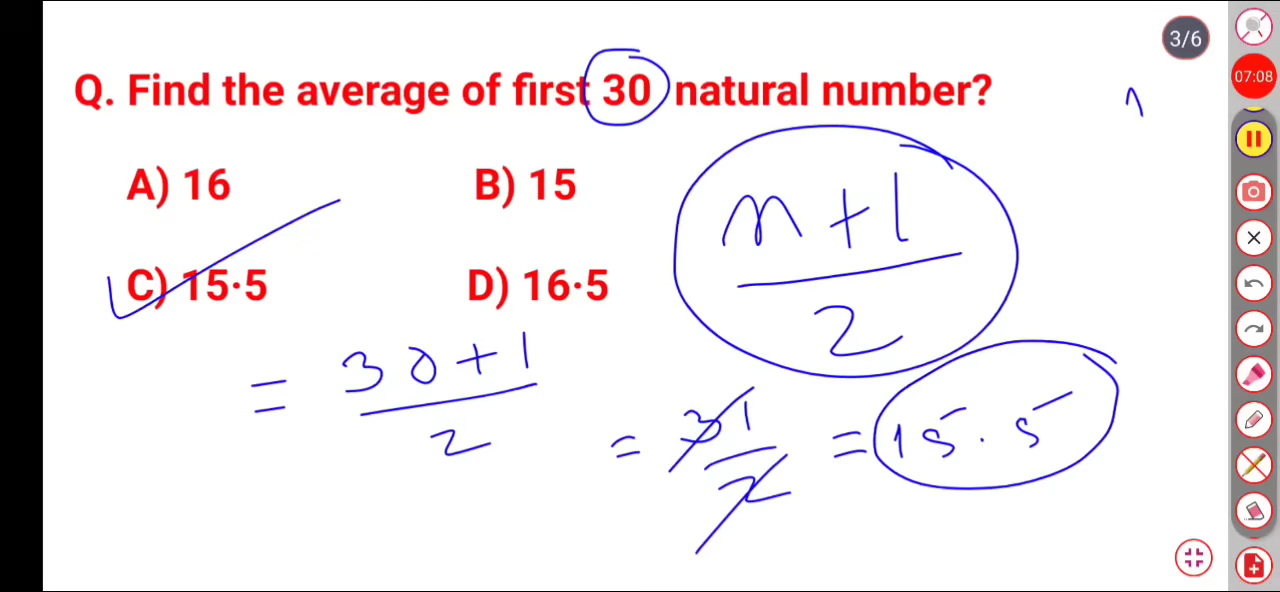 3/6
07:08
Q. Find the average of first 30 natural number?
A) 16 B) 15
C) 15·5 D) 16·5
n+1
2
= 30+1
2
= 31
2
= 15.5